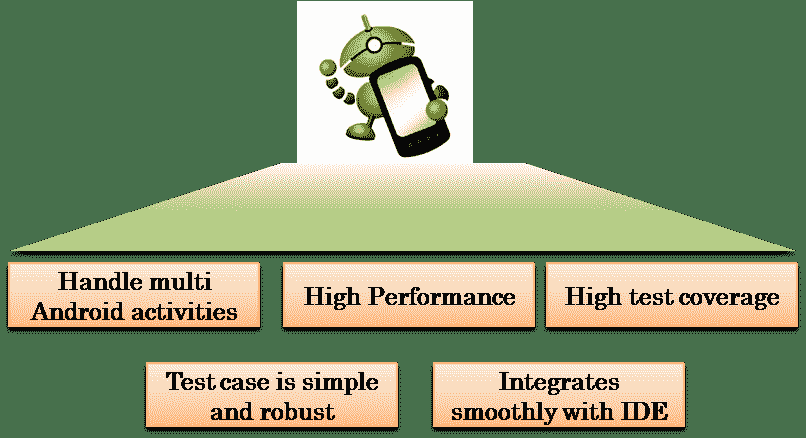 Handle multi
Android activities
High Performance
High test coverage
Test case is simple
and robust
Integrates
smoothly with IDE